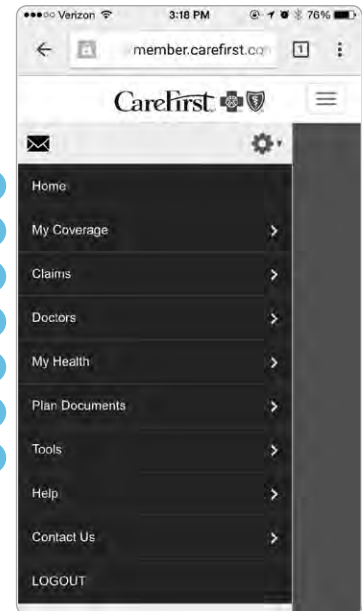 Verizon 3:18 PM 76%
member.carefirst.co 1
CareFirst
Home
My Coverage
Claims
Doctors
My Health
Plan Documents
Tools
Help
Contact Us
LOGOUT